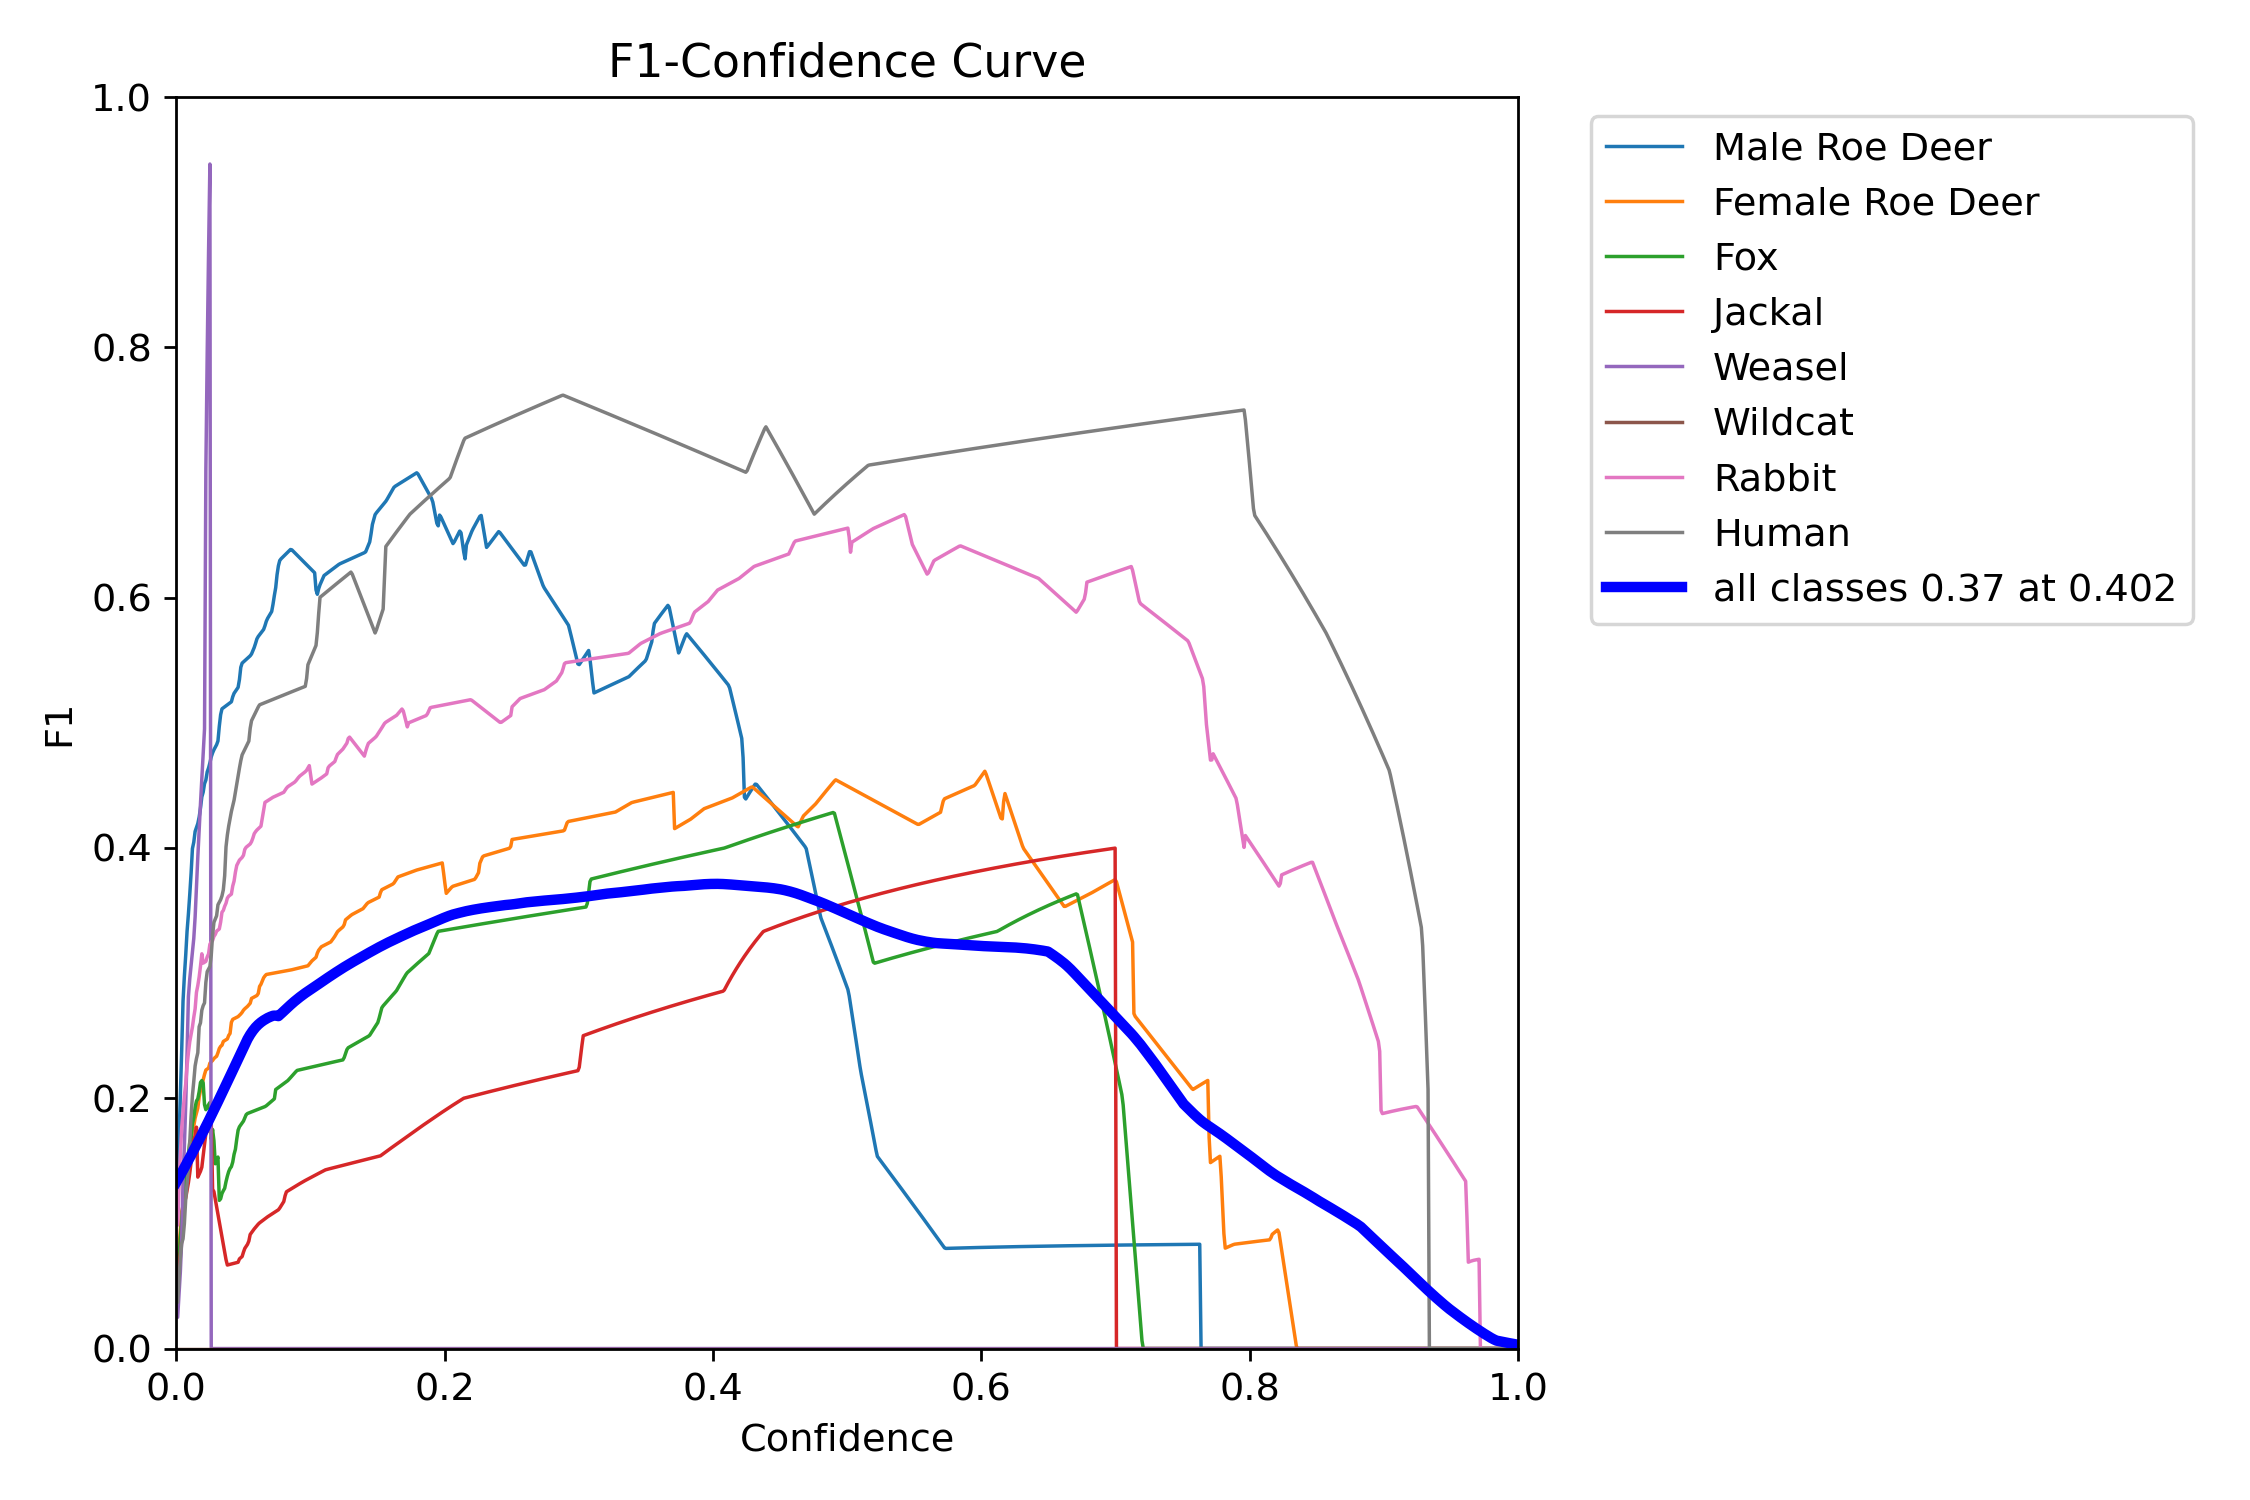 F1-Confidence Curve
1.0
0.8
0.6
0.4
0.2
0.0
F1
0.0 0.2 0.4 0.6 0.8 1.0
Confidence
Male Roe Deer
Female Roe Deer
Fox
Jackal
Weasel
Wildcat
Rabbit
Human
all classes 0.37 at 0.402